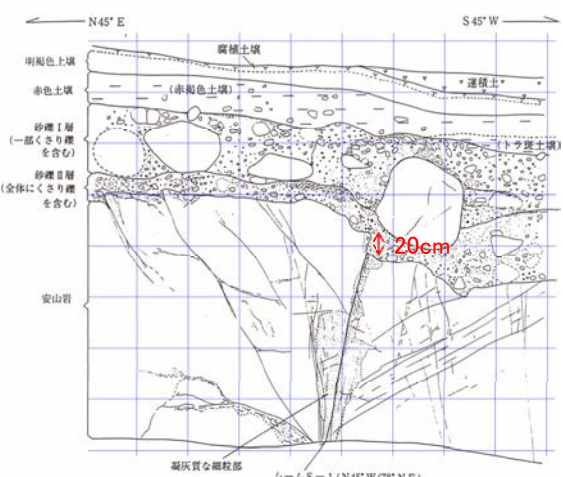 N45°E
S45°W
腐植土壌
明褐色土壌
運積土
赤色土壌
(赤褐色土壌)
砂礫Ⅰ層
(一部くさり礫
を含む)
(トラ斑土壌)
砂礫Ⅱ層
(全体にくさり礫
を含む)
20cm
安山岩
凝灰質な細粒部